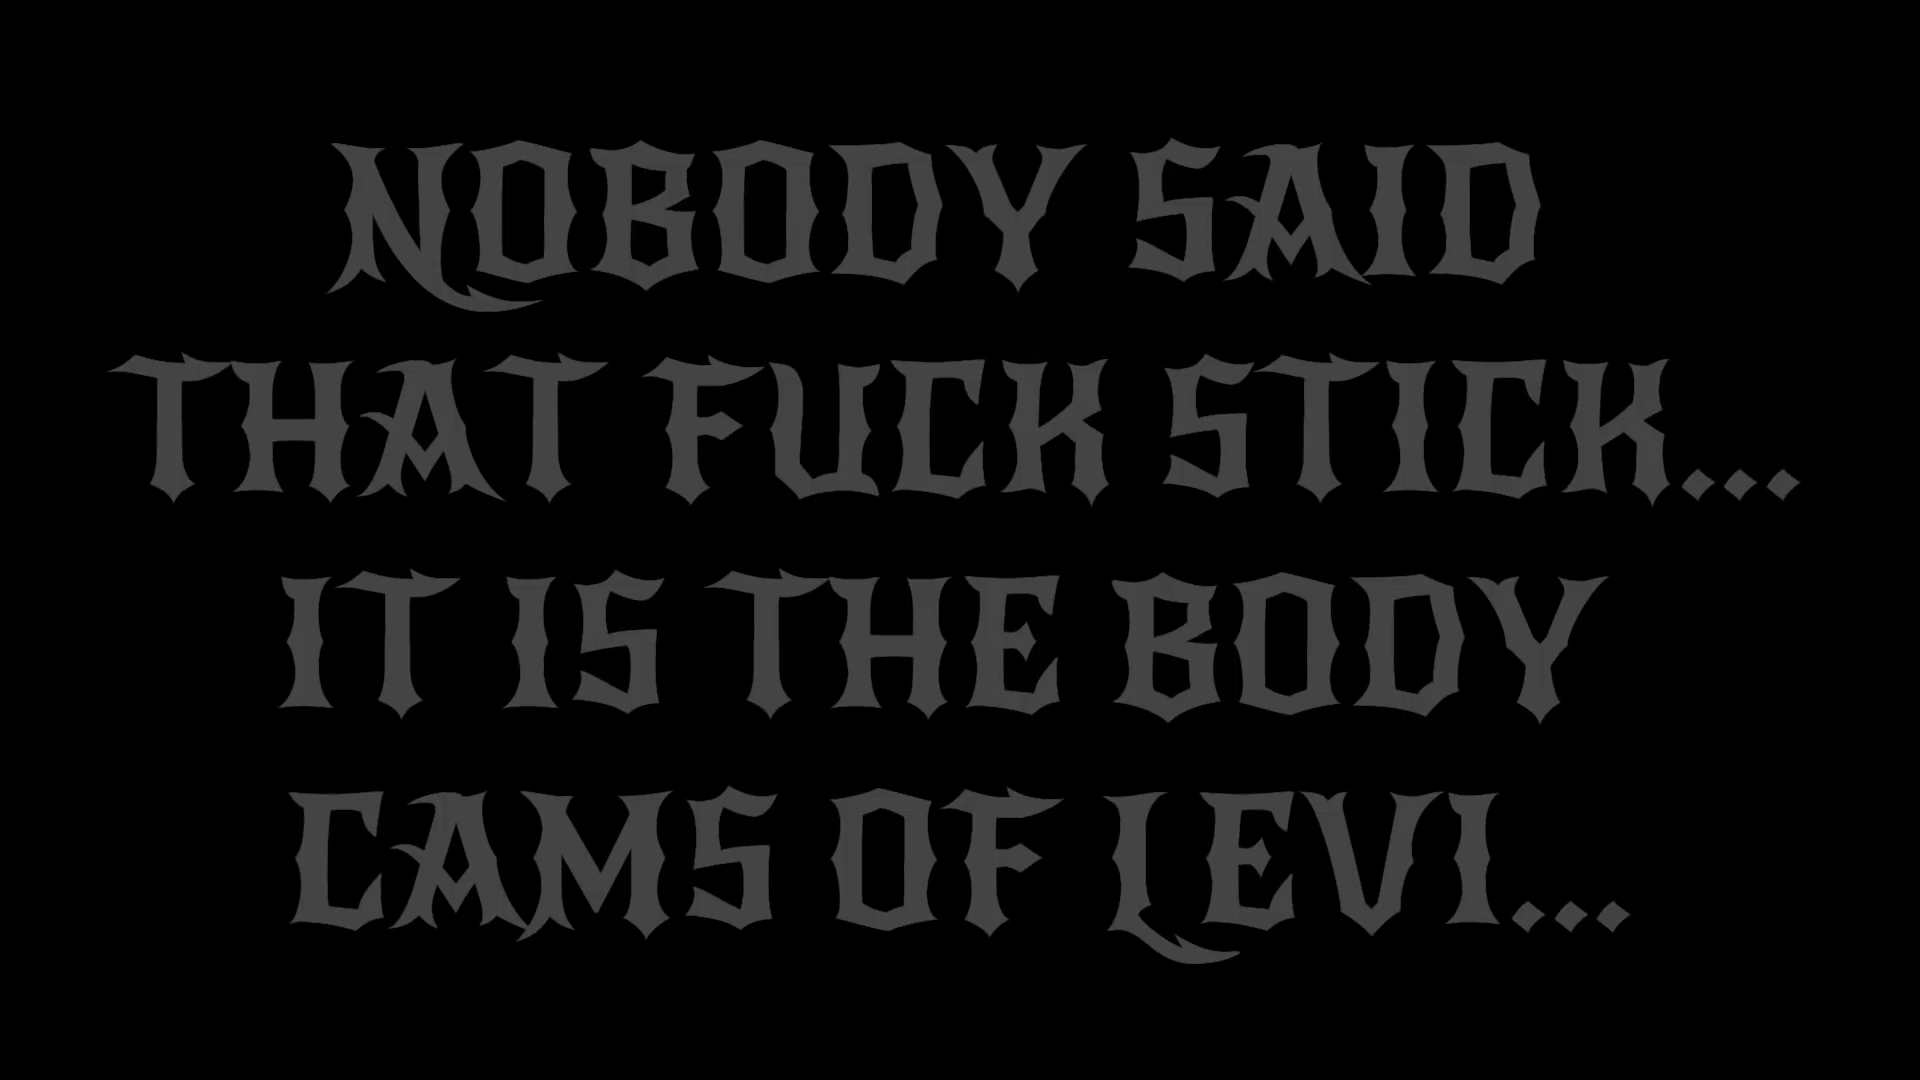 NOBODY SAID
THAT FUCK STICK...
IT IS THE BODY
CAMS OF LEVI...